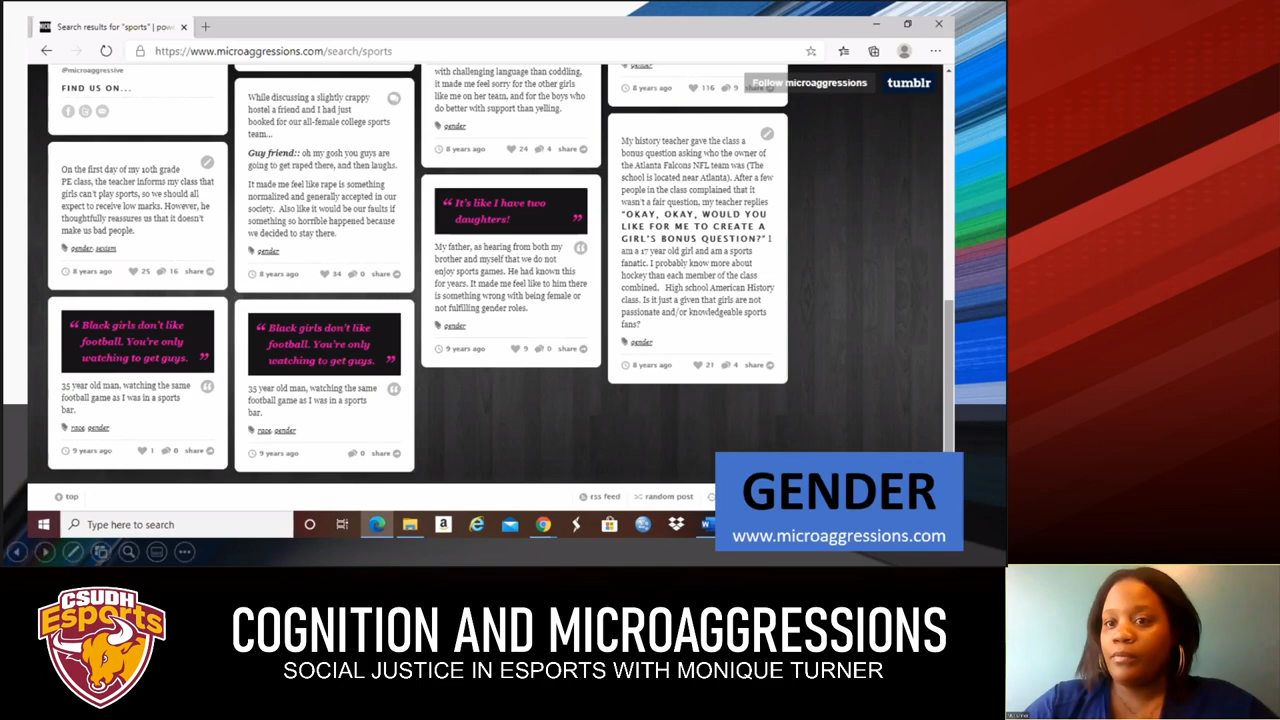 Search results for "sports" | pow
https://www.microaggressions.com/search/sports
Follow microaggressions
tumblr
@microaggressive
FIND US ON...
On the first day of my 10th grade
PE class, the teacher informs my class that
girls can't play sports, so we should all
expect to receive low marks. However, he
thoughtfully reassures us that it doesn't
make us bad people.
gender, sexism
8 years ago 25 16 share
" Black girls don't like
football. You're only
watching to get guys. "
35 year old man, watching the same
football game as I was in a sports
bar.
race, gender
9 years ago 1 0 share
While discussing a slightly crappy
hostel a friend and I had just
booked for our all-female college sports
team...
Guy friend:: oh my gosh you guys are
going to get raped there, and then laughs.
It made me feel like rape is something
normalized and generally accepted in our
society. Also like it would be our faults if
something so horrible happened because
we decided to stay there.
gender
8 years ago 34 0 share
" Black girls don't like
football. You're only
watching to get guys. "
35 year old man, watching the same
football game as I was in a sports
bar.
race, gender
9 years ago 0 share
with challenging language than coddling,
it made me feel sorry for the other girls
like me on her team, and for the boys who
do better with support than yelling.
gender
8 years ago 24 4 share
" It's like I have two
daughters! "
My father, as hearing from both my
brother and myself that we do not
enjoy sports games. He had known this
for years. It made me feel like to him there
is something wrong with being female or
not fulfilling gender roles.
gender
9 years ago 9 0 share
gender
8 years ago 116 9 share
My history teacher gave the class a
bonus question asking who the owner of
the Atlanta Falcons NFL team was (The
school is located near Atlanta). After a few
people in the class complained that it
wasn't a fair question, my teacher replies
"OKAY, OKAY, WOULD YOU
LIKE FOR ME TO CREATE A
GIRL'S BONUS QUESTION?" I
am a 17 year old girl and am a sports
fanatic. I probably know more about
hockey than each member of the class
combined. High school American History
class. Is it just a given that girls are not
passionate and/or knowledgeable sports
fans?
gender
8 years ago 21 4 share
top
rss feed random post
Type here to search
GENDER
www.microaggressions.com
CSUDH
Esports
COGNITION AND MICROAGGRESSIONS
SOCIAL JUSTICE IN ESPORTS WITH MONIQUE TURNER